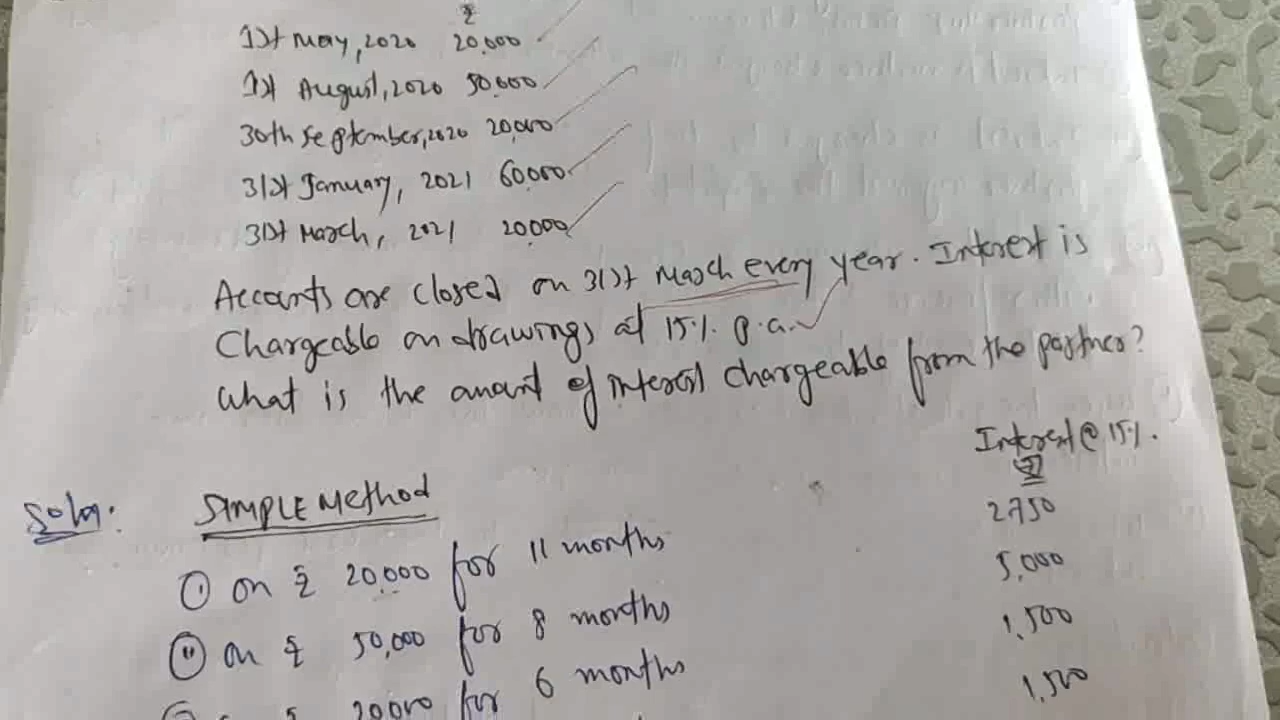 ₹
1st May, 2020 20,000
1st August, 2020 50,000
30th September, 2020 20,000
31st January, 2021 60,000
31st March, 2021 20,000
Accounts are closed on 31st March every year. Interest is
Chargeable on drawings at 15% p.a.
What is the amount of interest chargeable from the partner?
Interest @ 15%.
₹
Soln: SIMPLE Method
(i) on ₹ 20,000 for 11 months 2,750
(ii) on ₹ 50,000 for 8 months 5,000
₹ 20,000 for 6 months 1,500
1,500